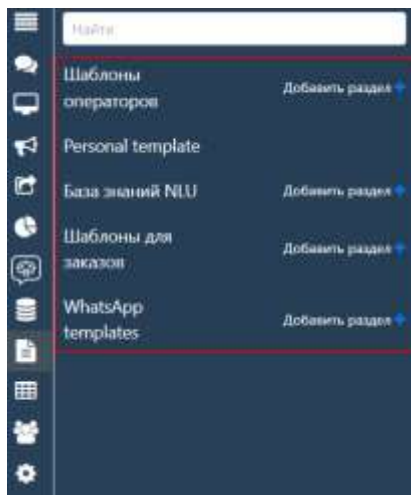 Найти
Шаблоны
операторов
Добавить раздел +
Personal template
База знаний NLU
Добавить раздел +
Шаблоны для
заказов
Добавить раздел +
WhatsApp
templates
Добавить раздел +